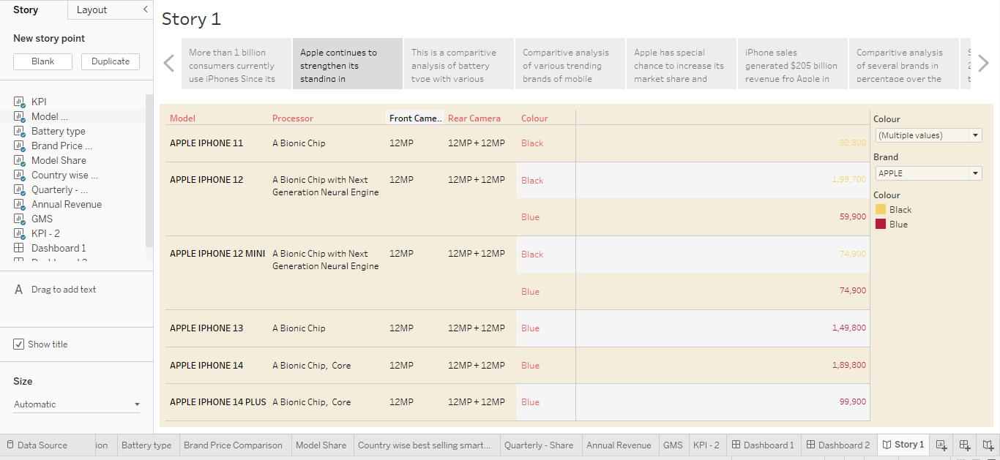 Story
Layout
New story point
Blank
Duplicate
KPI
Model ...
Battery type
Brand Price ...
Model Share
Country wise ...
Quarterly - ...
Annual Revenue
GMS
KPI - 2
Dashboard 1
A Drag to add text
Show title
Size
Automatic
Story 1
More than 1 billion
consumers currently
use iPhones Since its
Apple continues to
strengthen its
standing in
This is a comparitive
analysis of battery
type with various
Comparitive analysis
of various trending
brands of mobile
Apple has special
chance to increase its
market share and
iPhone sales
generated $205 billion
revenue fro Apple in
Comparitive analysis
of several brands in
percentage over the
Model Processor Front Came.. Rear Camera Colour
APPLE IPHONE 11 A Bionic Chip 12MP 12MP + 12MP Black 92,800
APPLE IPHONE 12 A Bionic Chip with Next 12MP 12MP + 12MP Black 1,99,700
Generation Neural Engine
Blue 59,900
APPLE IPHONE 12 MINI A Bionic Chip with Next 12MP 12MP + 12MP Black 74,900
Generation Neural Engine
Blue 74,900
APPLE IPHONE 13 A Bionic Chip 12MP 12MP + 12MP Blue 1,49,800
APPLE IPHONE 14 A Bionic Chip, Core 12MP 12MP + 12MP Blue 1,89,800
APPLE IPHONE 14 PLUS A Bionic Chip, Core 12MP 12MP + 12MP Blue 99,900
Colour
(Multiple values)
Brand
APPLE
Colour
Black
Blue
Data Source ion Battery type Brand Price Comparison Model Share Country wise best selling smart... Quarterly - Share Annual Revenue GMS KPI - 2 Dashboard 1 Dashboard 2 Story 1